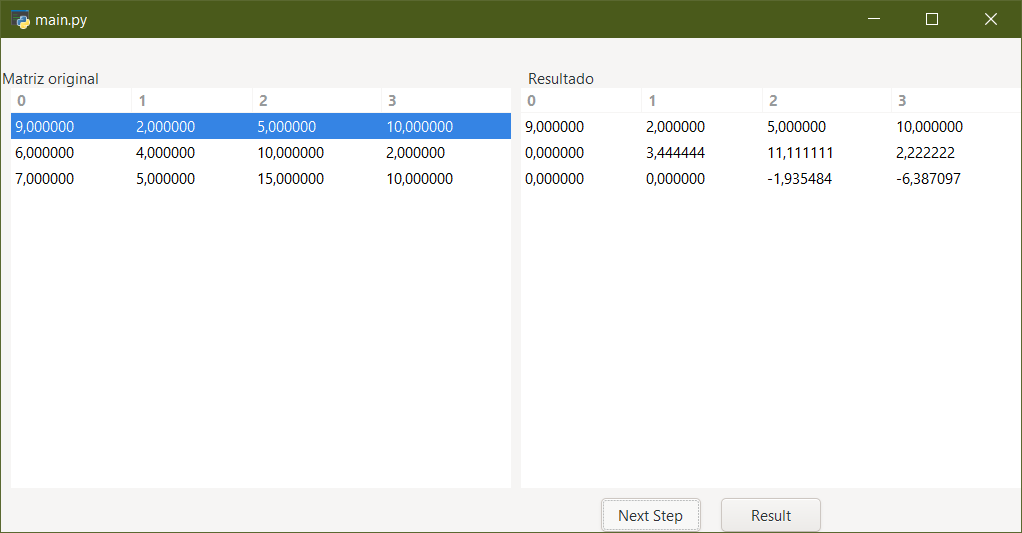 main.py
Matriz original
0 1 2 3
9,000000 2,000000 5,000000 10,000000
6,000000 4,000000 10,000000 2,000000
7,000000 5,000000 15,000000 10,000000
Resultado
0 1 2 3
9,000000 2,000000 5,000000 10,000000
0,000000 3,444444 11,111111 2,222222
0,000000 0,000000 -1,935484 -6,387097
Next Step
Result